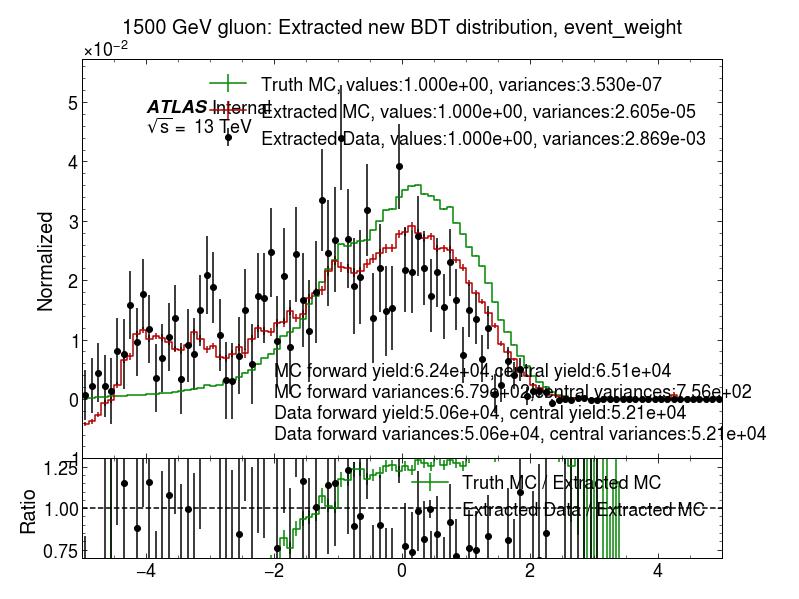 1500 GeV gluon: Extracted new BDT distribution, event_weight
×10⁻²
Truth MC, values:1.000e+00, variances:3.530e-07
ATLAS Internal
Extracted MC, values:1.000e+00, variances:2.605e-05
√s = 13 TeV
Extracted Data, values:1.000e+00, variances:2.869e-03
Normalized
5
4
3
2
1
0
MC forward yield:6.24e+04,central yield:6.51e+04
MC forward variances:6.79e+02,central variances:7.56e+02
Data forward yield:5.06e+04, central yield:5.21e+04
Data forward variances:5.06e+04, central variances:5.21e+04
1
Ratio
1.25
1.00
0.75
Truth MC / Extracted MC
Extracted Data / Extracted MC
−4
−2
0
2
4